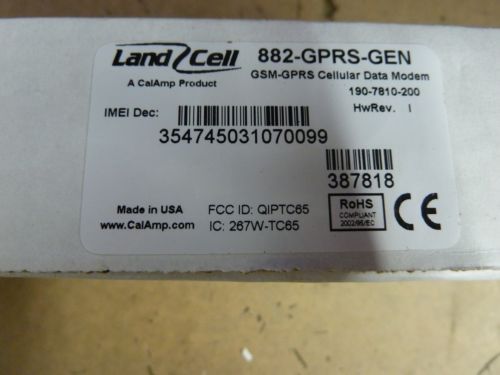 Land Cell
A CalAmp Product
882-GPRS-GEN
GSM-GPRS Cellular Data Modem
190-7810-200
HwRev. I
IMEI Dec:
354745031070099
387818
Made in USA
www.CalAmp.com
FCC ID: QIPTC65
IC: 267W-TC65
RoHS
COMPLIANT
2002/95/EC
CE